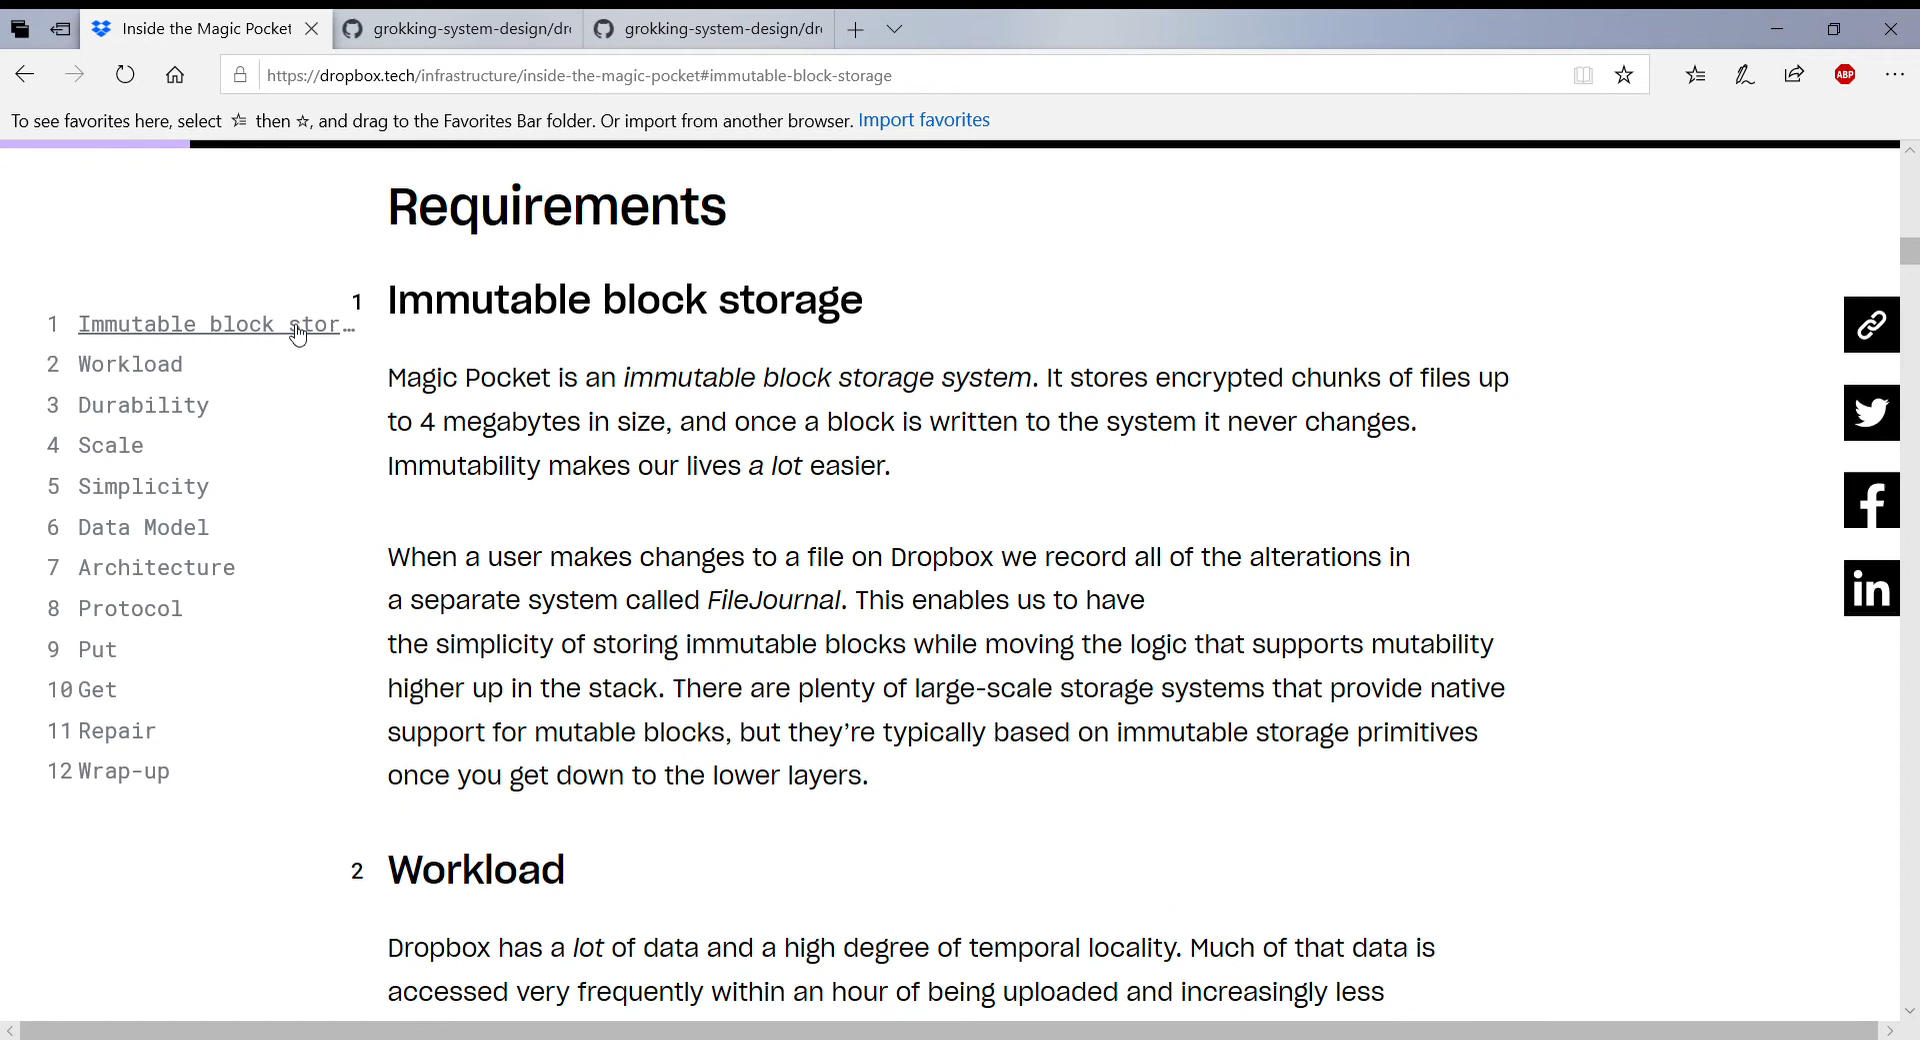 Inside the Magic Pocket
grokking-system-design/dr
grokking-system-design/dr
https://dropbox.tech/infrastructure/inside-the-magic-pocket#immutable-block-storage
ABP
To see favorites here, select then ☆, and drag to the Favorites Bar folder. Or import from another browser. Import favorites
Requirements
1 Immutable block storage
1 Immutable block stor…
2 Workload
3 Durability
4 Scale
5 Simplicity
6 Data Model
7 Architecture
8 Protocol
9 Put
10 Get
11 Repair
12 Wrap-up
Magic Pocket is an immutable block storage system. It stores encrypted chunks of files up
to 4 megabytes in size, and once a block is written to the system it never changes.
Immutability makes our lives a lot easier.
When a user makes changes to a file on Dropbox we record all of the alterations in
a separate system called FileJournal. This enables us to have
the simplicity of storing immutable blocks while moving the logic that supports mutability
higher up in the stack. There are plenty of large-scale storage systems that provide native
support for mutable blocks, but they’re typically based on immutable storage primitives
once you get down to the lower layers.
2 Workload
Dropbox has a lot of data and a high degree of temporal locality. Much of that data is
accessed very frequently within an hour of being uploaded and increasingly less
f
in